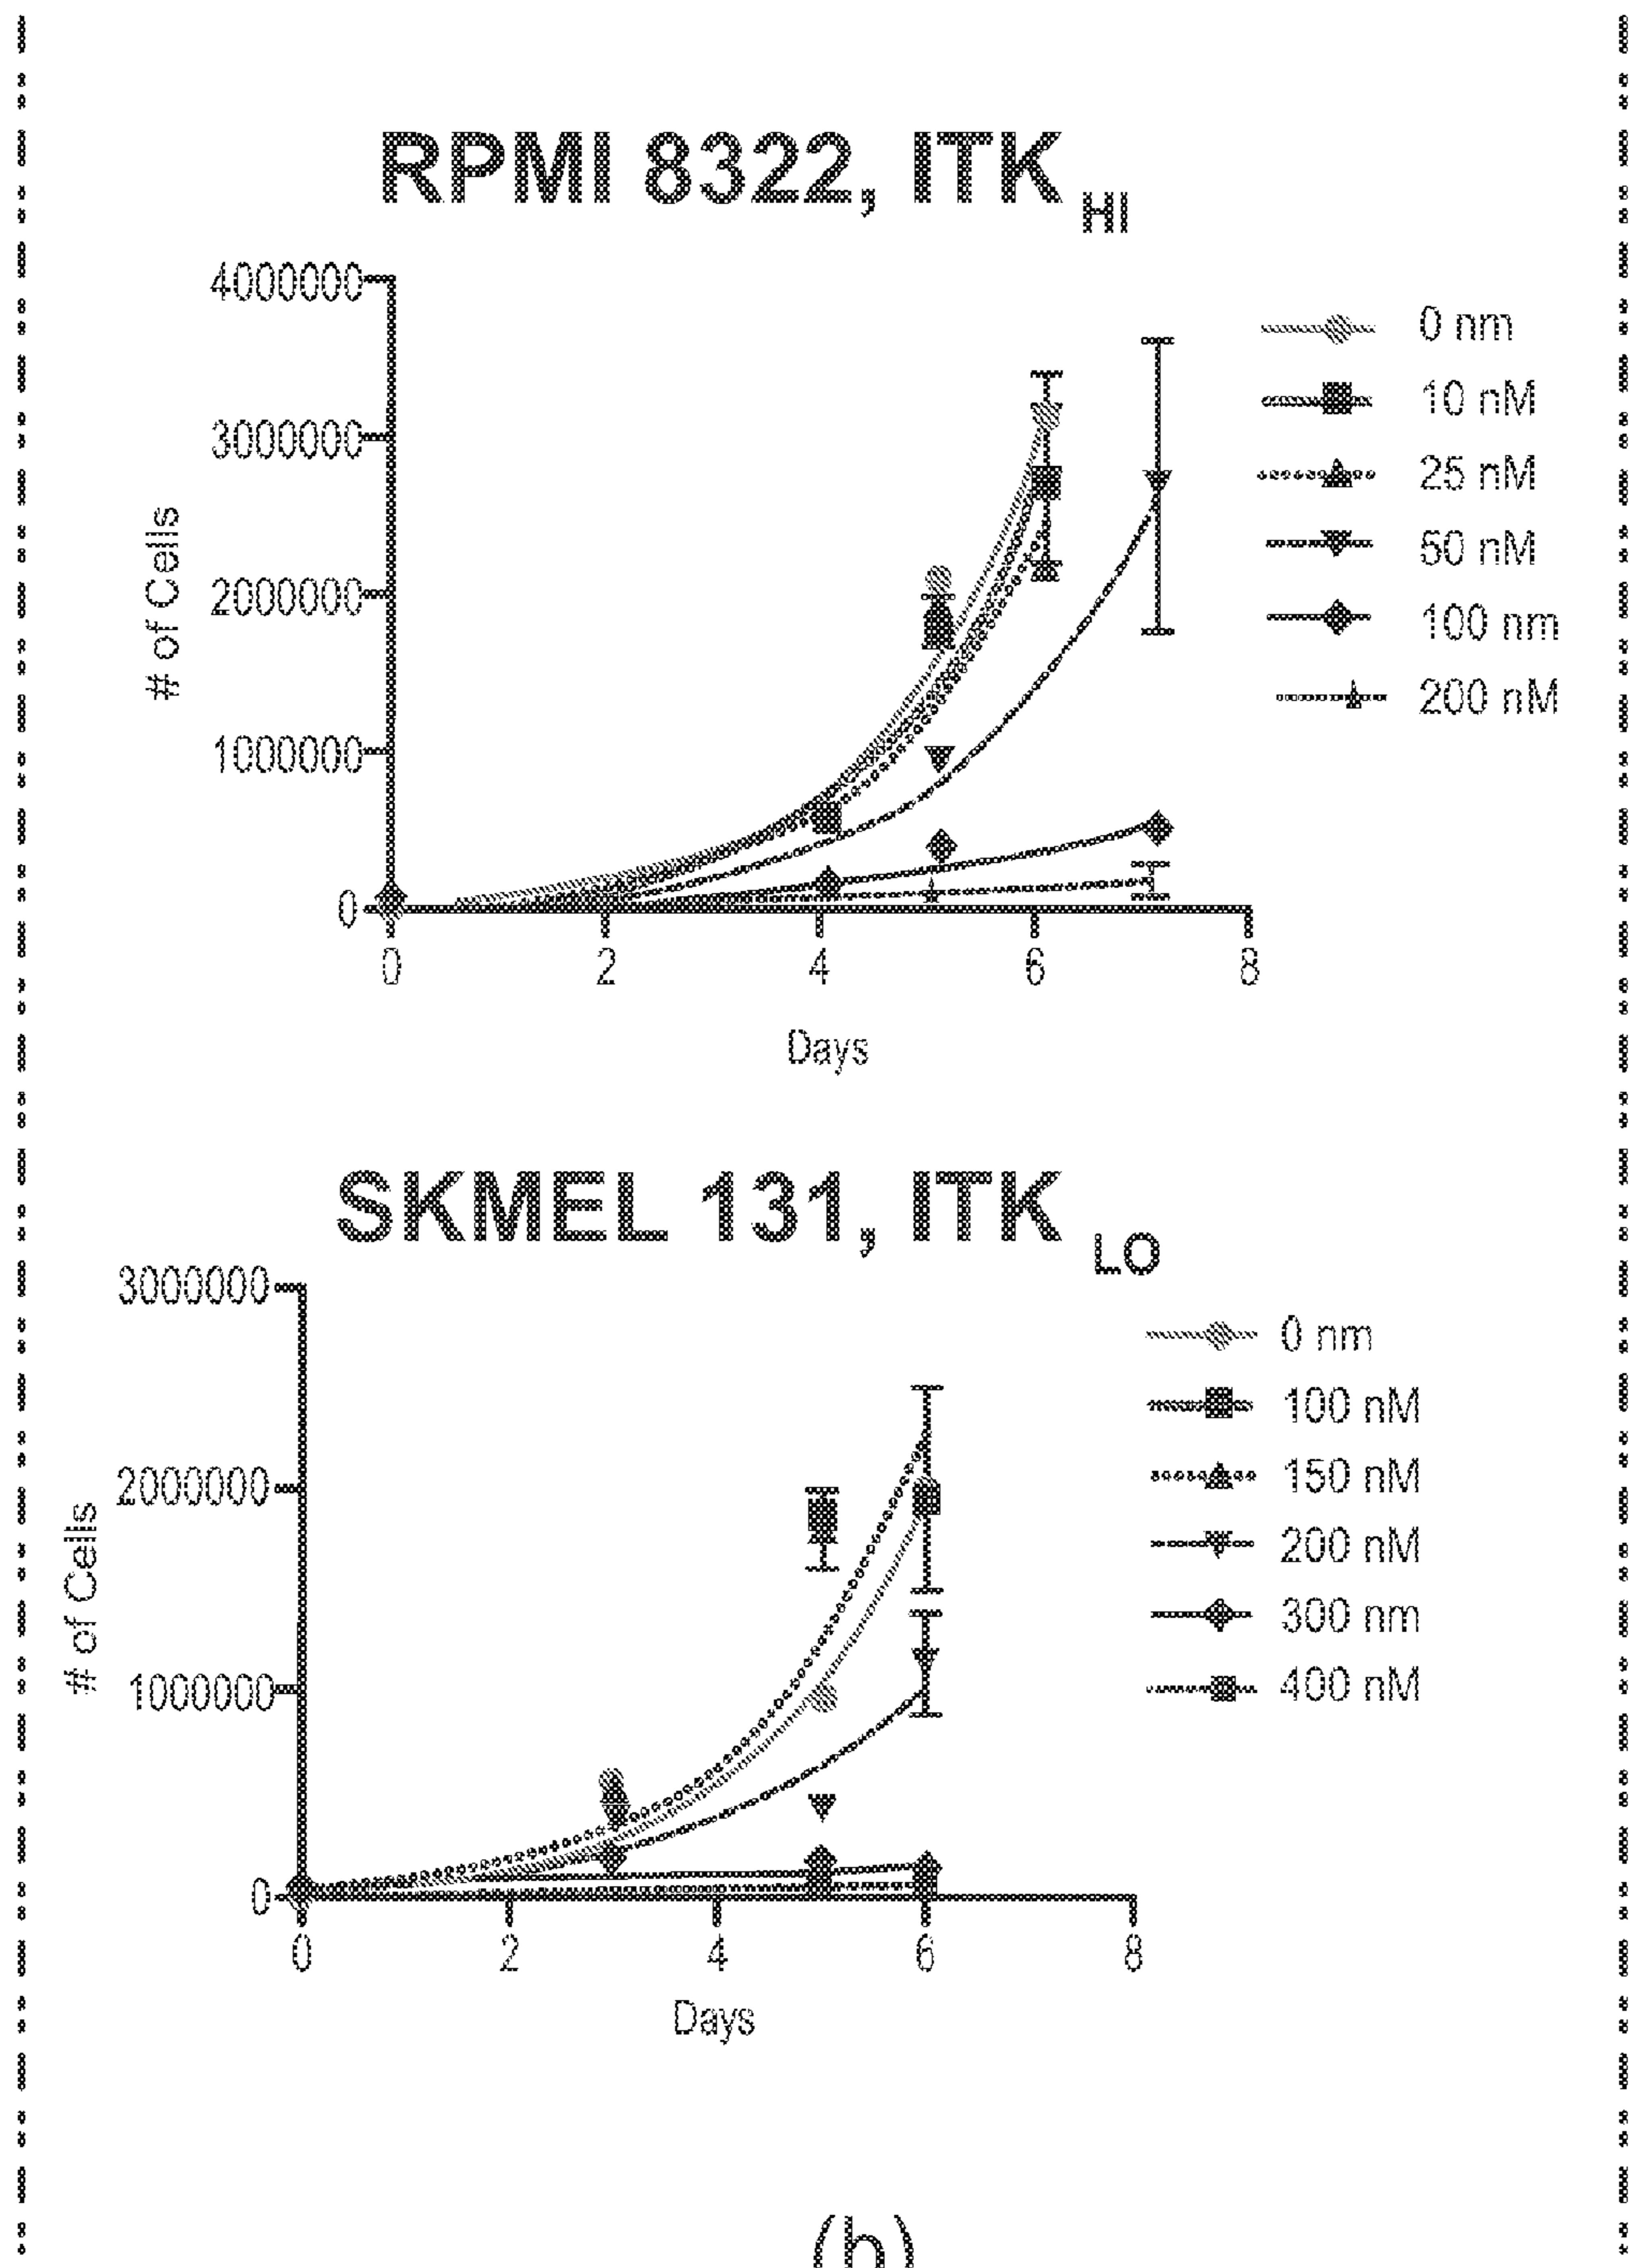 RPMI 8322, ITK HI
4000000
3000000
2000000
1000000
0
# of Cells
0 2 4 6 8
Days
0 nm
10 nM
25 nM
50 nM
100 nm
200 nM
SKMEL 131, ITK LO
3000000
2000000
1000000
0
# of Cells
0 2 4 6 8
Days
0 nm
100 nM
150 nM
200 nM
300 nm
400 nM